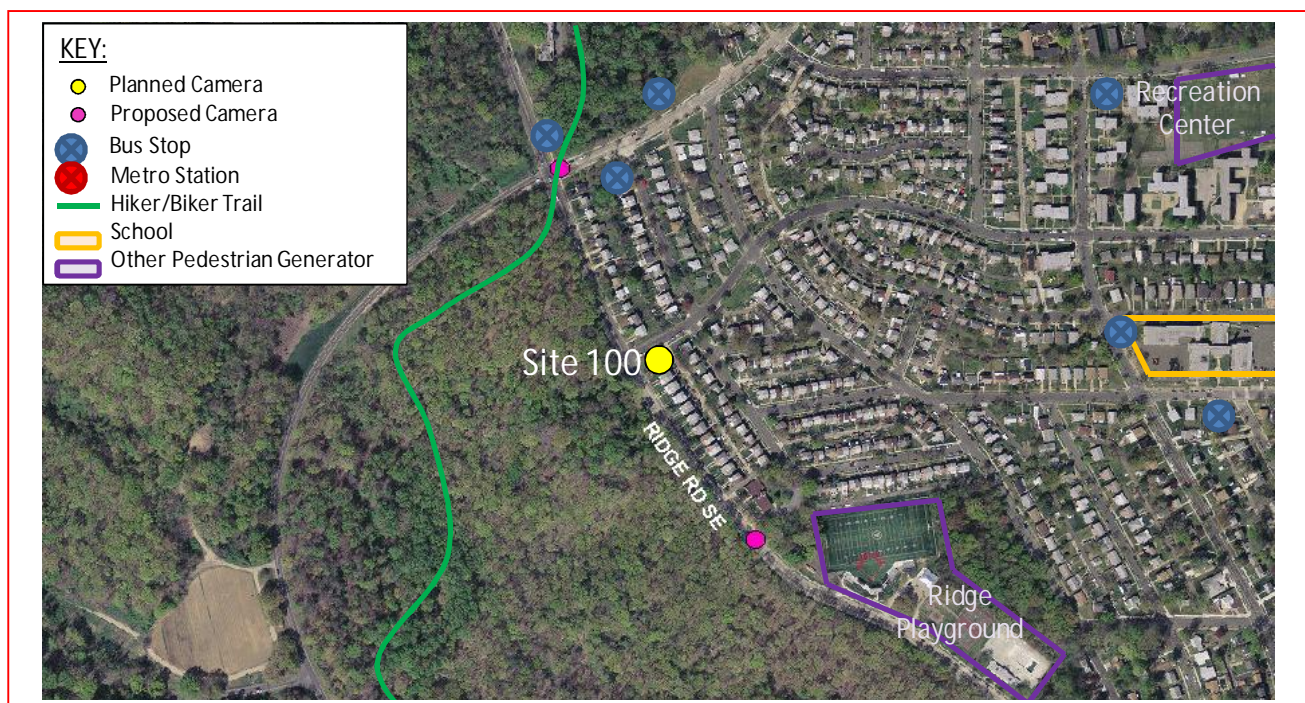 KEY:
Planned Camera
Proposed Camera
Bus Stop
Metro Station
Hiker/Biker Trail
School
Other Pedestrian Generator
Recreation
Center
Site 100
RIDGE RD SE
Ridge
Playground